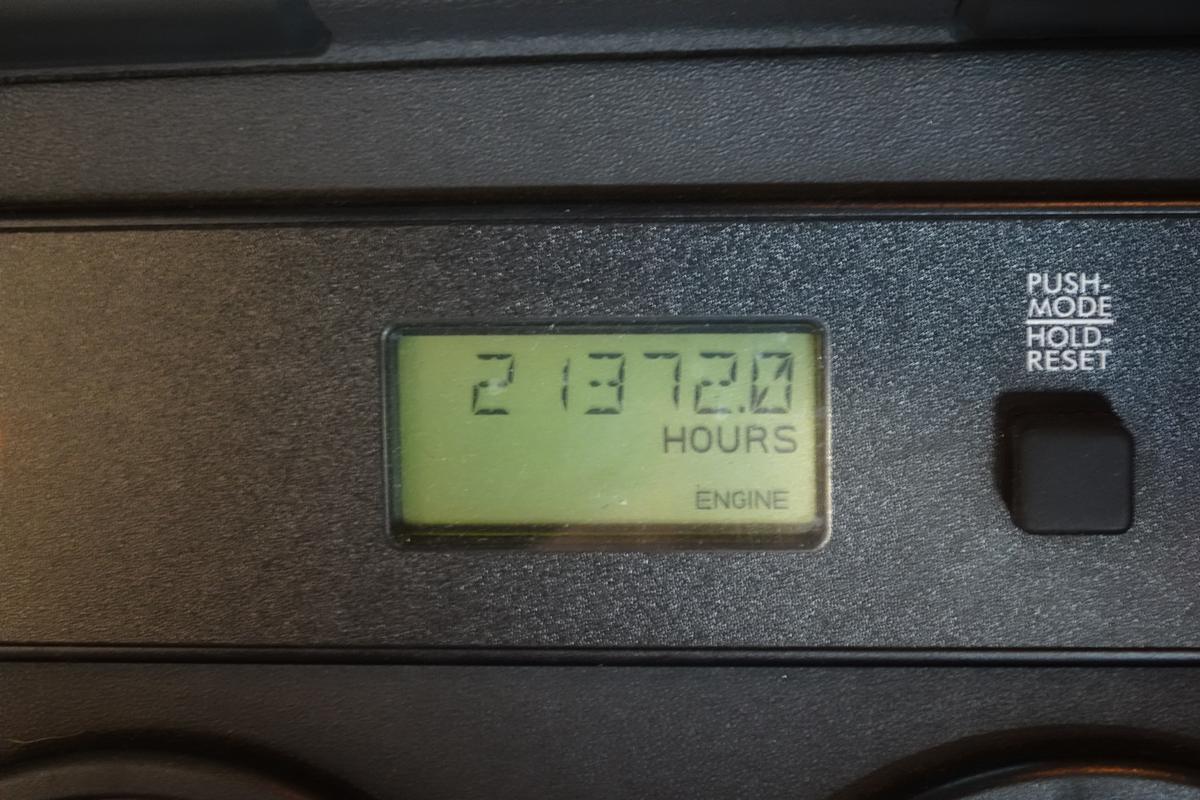 21372.0
HOURS
ENGINE
PUSH-
MODE
HOLD-
RESET